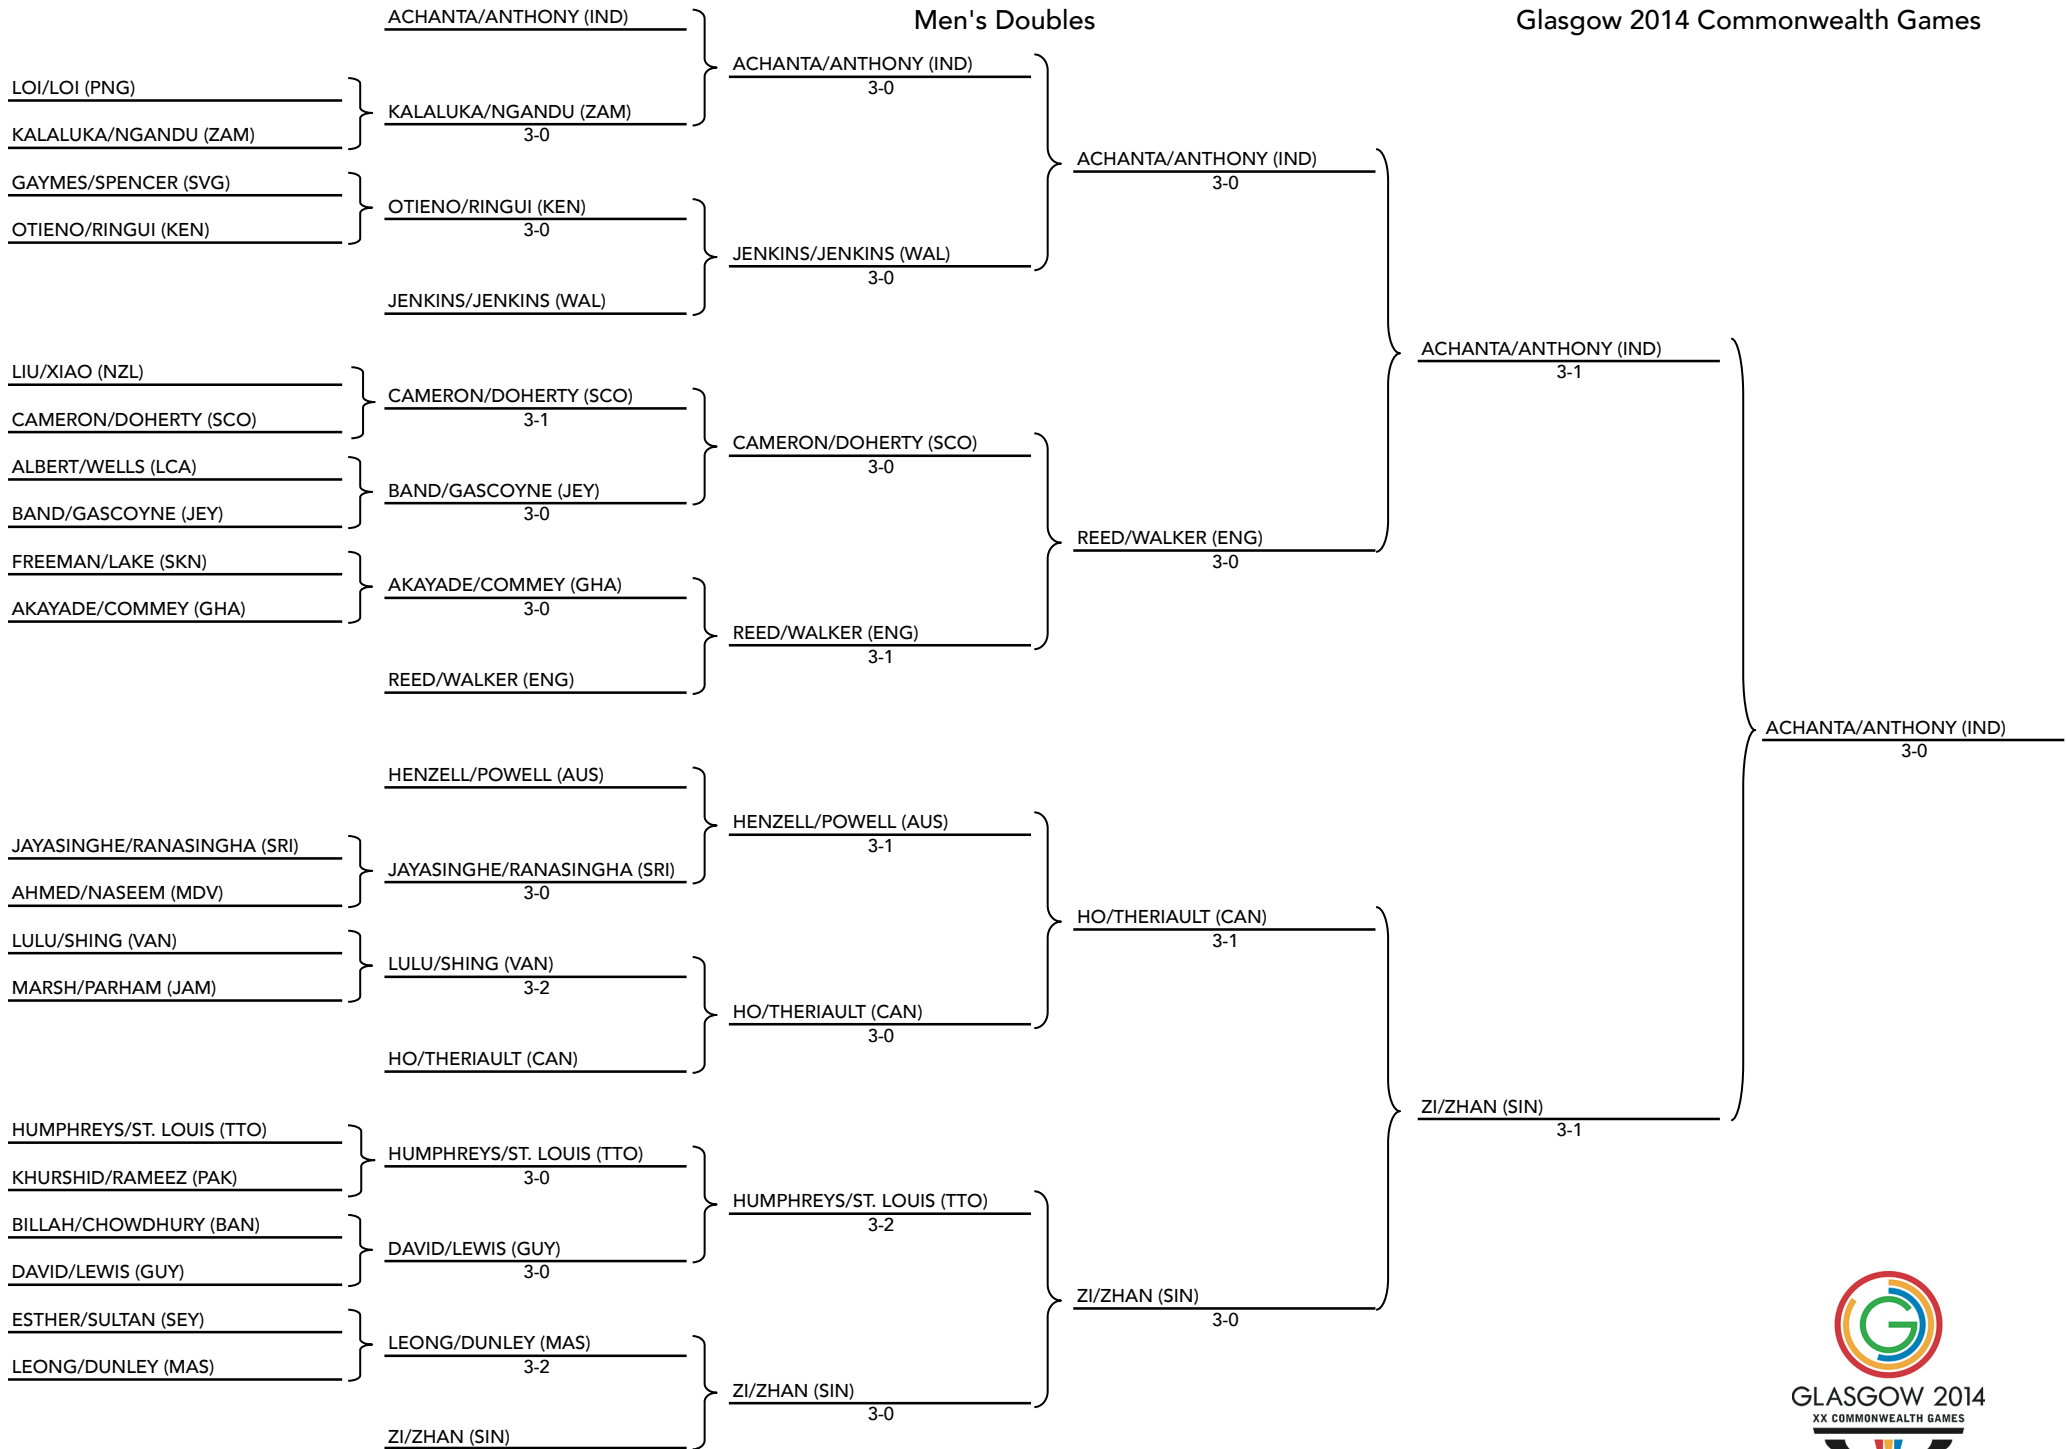 Men's Doubles
Glasgow 2014 Commonwealth Games
LOI/LOI (PNG)
KALALUKA/NGANDU (ZAM)
GAYMES/SPENCER (SVG)
OTIENO/RINGUI (KEN)
LIU/XIAO (NZL)
CAMERON/DOHERTY (SCO)
ALBERT/WELLS (LCA)
BAND/GASCOYNE (JEY)
FREEMAN/LAKE (SKN)
AKAYADE/COMMEY (GHA)
JAYASINGHE/RANASINGHA (SRI)
AHMED/NASEEM (MDV)
LULU/SHING (VAN)
MARSH/PARHAM (JAM)
HUMPHREYS/ST. LOUIS (TTO)
KHURSHID/RAMEEZ (PAK)
BILLAH/CHOWDHURY (BAN)
DAVID/LEWIS (GUY)
ESTHER/SULTAN (SEY)
LEONG/DUNLEY (MAS)
ACHANTA/ANTHONY (IND)
KALALUKA/NGANDU (ZAM)
3-0
OTIENO/RINGUI (KEN)
3-0
JENKINS/JENKINS (WAL)
CAMERON/DOHERTY (SCO)
3-1
BAND/GASCOYNE (JEY)
3-0
AKAYADE/COMMEY (GHA)
3-0
REED/WALKER (ENG)
HENZELL/POWELL (AUS)
JAYASINGHE/RANASINGHA (SRI)
3-0
LULU/SHING (VAN)
3-2
HO/THERIAULT (CAN)
HUMPHREYS/ST. LOUIS (TTO)
3-0
DAVID/LEWIS (GUY)
3-0
LEONG/DUNLEY (MAS)
3-2
ZI/ZHAN (SIN)
ACHANTA/ANTHONY (IND)
3-0
JENKINS/JENKINS (WAL)
3-0
CAMERON/DOHERTY (SCO)
3-0
REED/WALKER (ENG)
3-1
HENZELL/POWELL (AUS)
3-1
HO/THERIAULT (CAN)
3-0
HUMPHREYS/ST. LOUIS (TTO)
3-2
ZI/ZHAN (SIN)
3-0
ACHANTA/ANTHONY (IND)
3-0
REED/WALKER (ENG)
3-0
HO/THERIAULT (CAN)
3-1
ZI/ZHAN (SIN)
3-0
ACHANTA/ANTHONY (IND)
3-1
ZI/ZHAN (SIN)
3-1
ACHANTA/ANTHONY (IND)
3-0
G
GLASGOW 2014
XX COMMONWEALTH GAMES